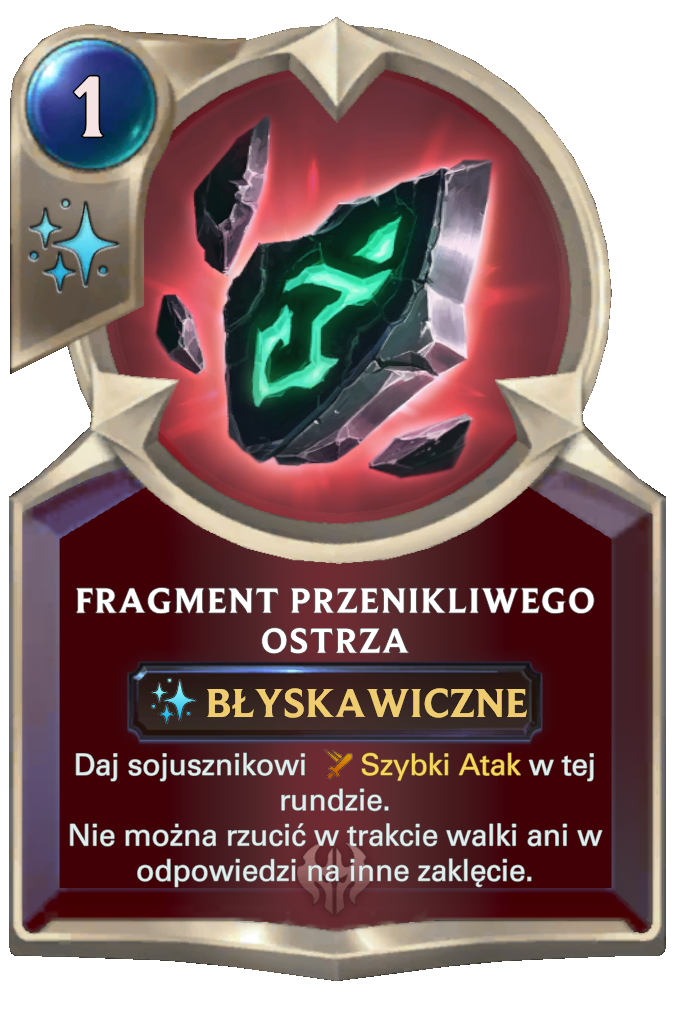 1
FRAGMENT PRZENIKLIWEGO
OSTRZA
BŁYSKAWICZNE
Daj sojusznikowi Szybki Atak w tej
rundzie.
Nie można rzucić w trakcie walki ani w
odpowiedzi na inne zaklęcie.